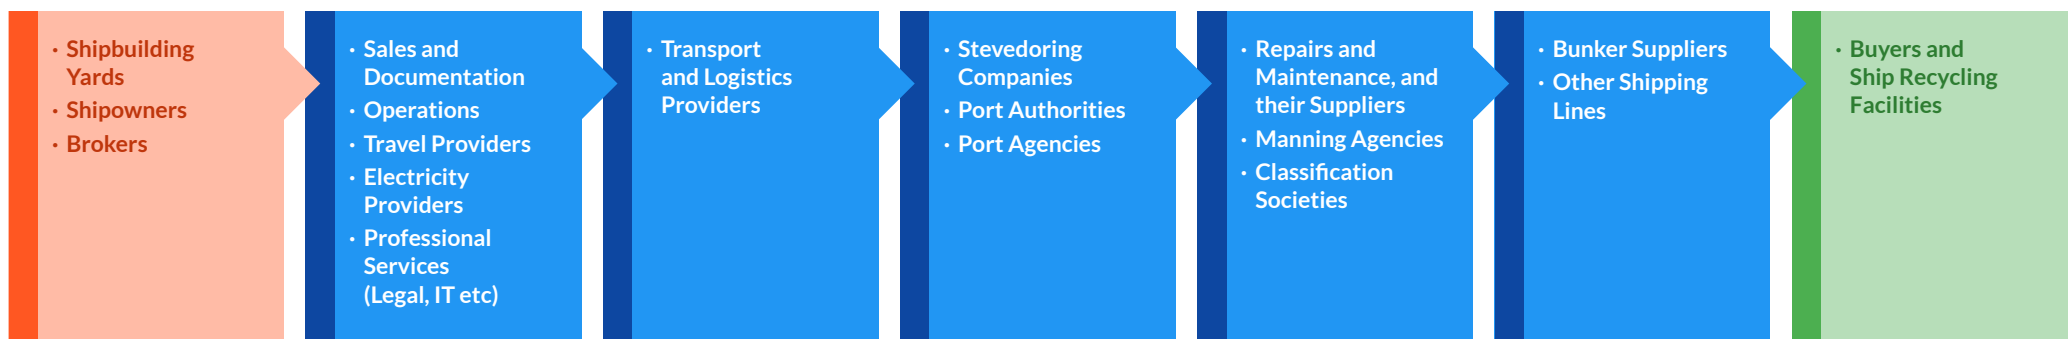 · Shipbuilding
Yards
· Shipowners
· Brokers
· Sales and
Documentation
· Operations
· Travel Providers
· Electricity
Providers
· Professional
Services
(Legal, IT etc)
· Transport
and Logistics
Providers
· Stevedoring
Companies
· Port Authorities
· Port Agencies
· Repairs and
Maintenance, and
their Suppliers
· Manning Agencies
· Classification
Societies
· Bunker Suppliers
· Other Shipping
Lines
· Buyers and
Ship Recycling
Facilities